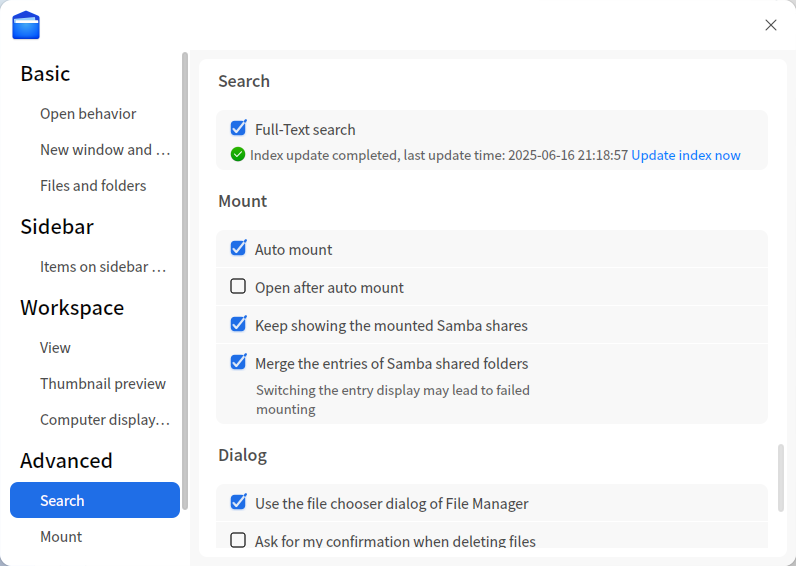 Basic
Open behavior
New window and ...
Files and folders
Sidebar
Items on sidebar ...
Workspace
View
Thumbnail preview
Computer display...
Advanced
Search
Mount
Search
Full-Text search
Index update completed, last update time: 2025-06-16 21:18:57 Update index now
Mount
Auto mount
Open after auto mount
Keep showing the mounted Samba shares
Merge the entries of Samba shared folders
Switching the entry display may lead to failed
mounting
Dialog
Use the file chooser dialog of File Manager
Ask for my confirmation when deleting files